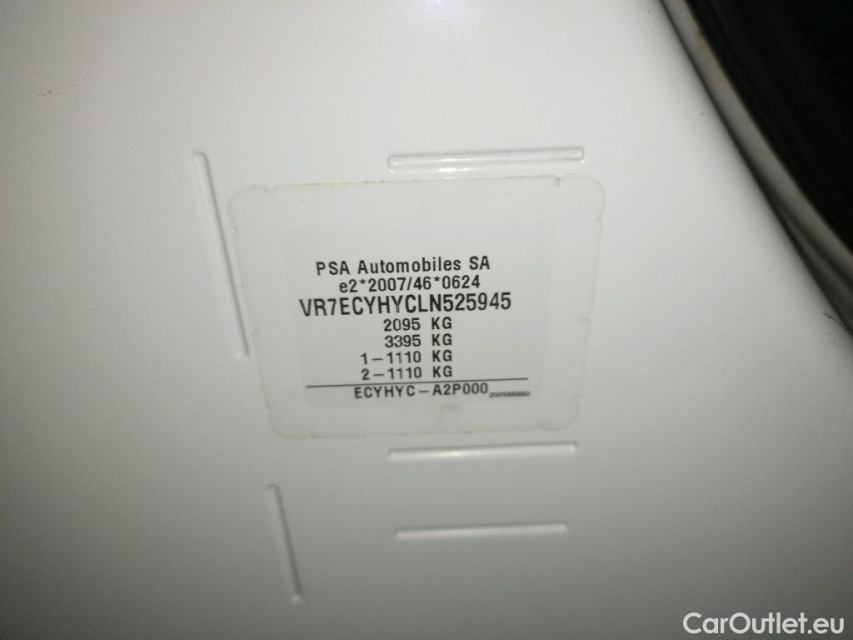 PSA Automobiles SA
e2*2007/46*0624
VR7ECYHYCLN525945
2095 KG
3395 KG
1-1110 KG
2-1110 KG
ECYHYC-A2P000
CarOutlet.eu